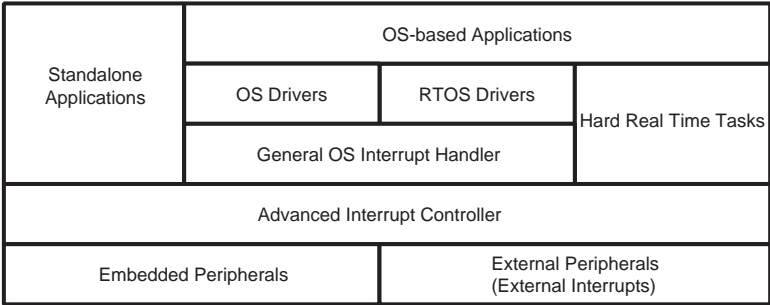 OS-based Applications
Standalone
Applications
OS Drivers
RTOS Drivers
Hard Real Time Tasks
General OS Interrupt Handler
Advanced Interrupt Controller
Embedded Peripherals
External Peripherals
(External Interrupts)